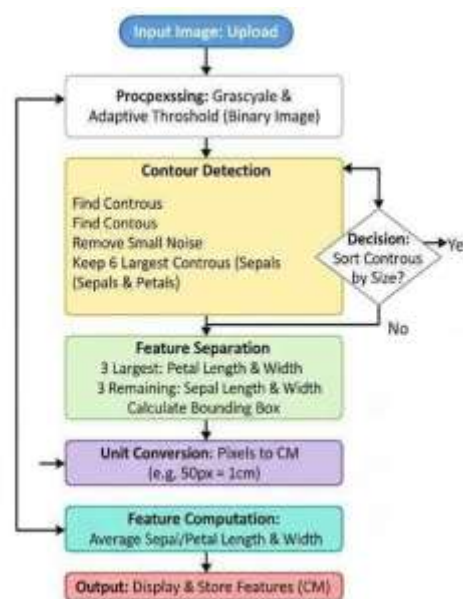 Input Image: Upload
Procpexssing: Grascyale &
Adaptive Threshold (Binary Image)
Contour Detection
Find Controus
Find Contous
Remove Small Noise
Keep 6 Largest Controus (Sepals
(Sepals & Petals)
Decision:
Sort Controus
by Size?
Ye
No
Feature Separation
3 Largest: Petal Length & Width
3 Remaining: Sepal Length & Width
Calculate Bounding Box
Unit Conversion: Pixels to CM
(e.g. 50px = 1cm)
Feature Computation:
Average Sepal/Petal Length & Width
Output: Display & Store Features (CM)